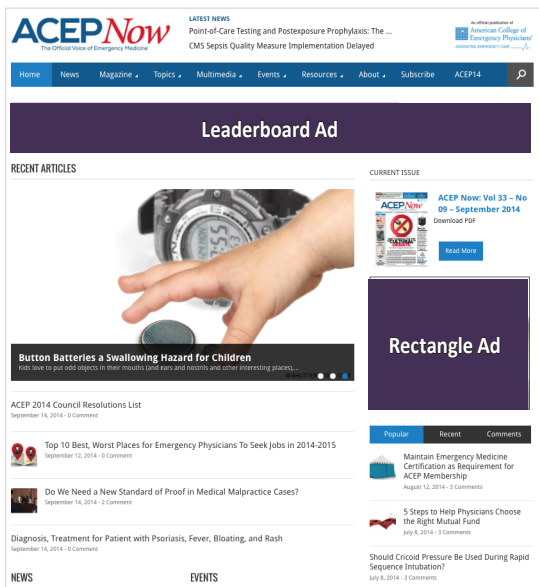 ACEP Now
The Official Voice of Emergency Medicine
LATEST NEWS
Point-of-Care Testing and Postexposure Prophylaxis: The ...
CMS Sepsis Quality Measure Implementation Delayed
An official publication of
American College of
Emergency Physicians®
ADVANCING EMERGENCY CARE
Home News Magazine Topics Multimedia Events Resources About Subscribe ACEP14
Leaderboard Ad
RECENT ARTICLES
Button Batteries a Swallowing Hazard for Children
Kids love to put odd objects in their mouths (and ears and nostrils and other interesting places),...
ACEP 2014 Council Resolutions List
September 14, 2014 - 0 Comment
Top 10 Best, Worst Places for Emergency Physicians To Seek Jobs in 2014-2015
September 12, 2014 - 0 Comment
Do We Need a New Standard of Proof in Medical Malpractice Cases?
September 14, 2014 - 2 Comment
Diagnosis, Treatment for Patient with Psoriasis, Fever, Bloating, and Rash
September 14, 2014 - 0 Comment
NEWS
EVENTS
CURRENT ISSUE
ACEP Now
CULTURAL
DEBATE
ACEP Now: Vol 33 – No
09 – September 2014
Download PDF
Read More
Rectangle Ad
Popular Recent Comments
Maintain Emergency Medicine
Certification as Requirement for
ACEP Membership
August 12, 2014 - 3 Comments
5 Steps to Help Physicians Choose
the Right Mutual Fund
July 8, 2014 - 3 Comments
Should Cricoid Pressure Be Used During Rapid
Sequence Intubation?
July 8, 2014 - 3 Comments